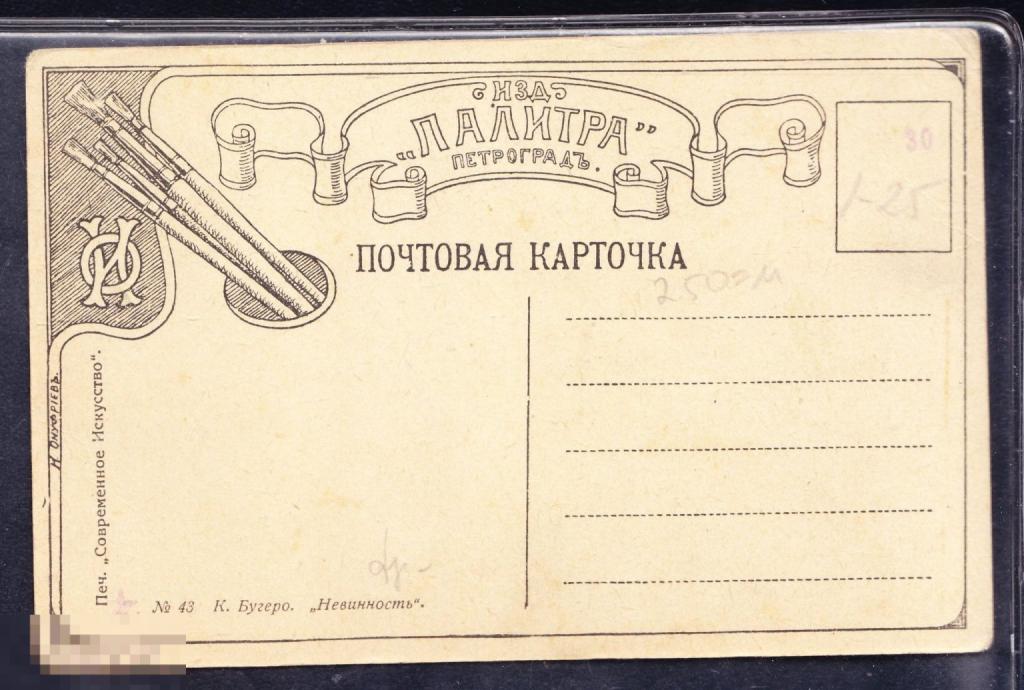 ИЗД
"ПАЛИТРА"
ПЕТРОГРАДЪ.
30
1-25
ПОЧТОВАЯ КАРТОЧКА
Н. ОНУФРІЕВЪ.
Печ. „Современное Искусство“.
№ 43 К. Бугеро. „Невинность“.